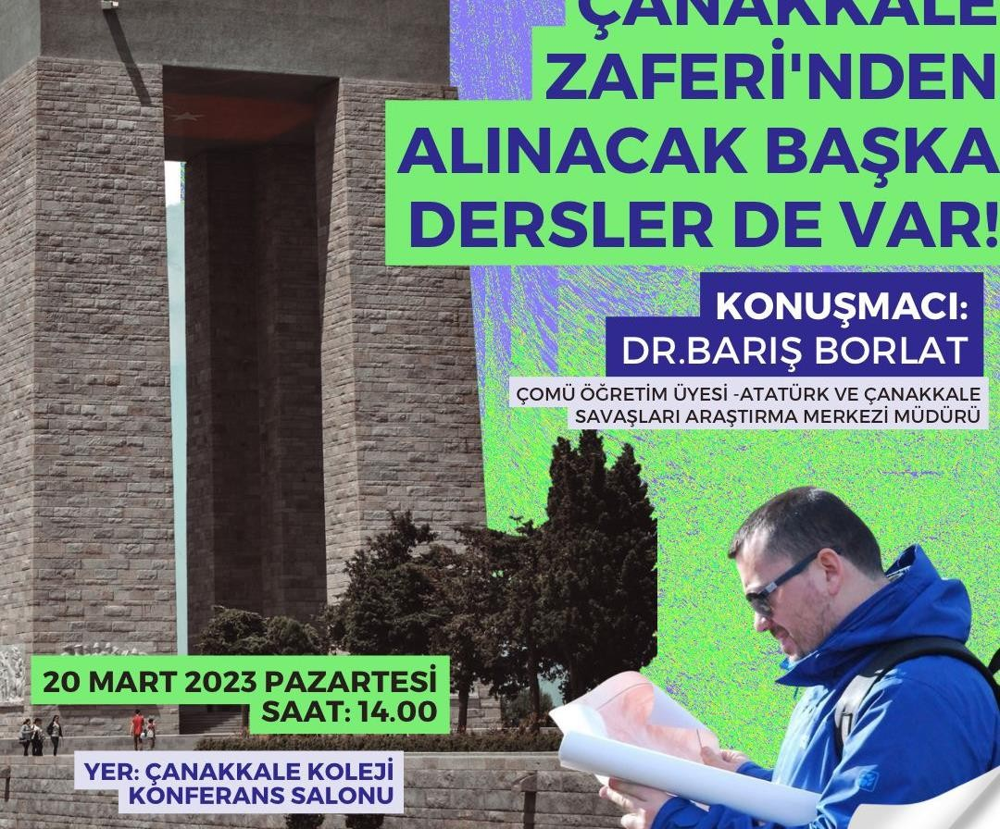 ÇANAKKALE
ZAFERİ'NDEN
ALINACAK BAŞKA
DERSLER DE VAR!
KONUŞMACI:
DR.BARIŞ BORLAT
ÇOMÜ ÖĞRETİM ÜYESİ -ATATÜRK VE ÇANAKKALE
SAVAŞLARI ARAŞTIRMA MERKEZİ MÜDÜRÜ
20 MART 2023 PAZARTESİ
SAAT: 14.00
YER: ÇANAKKALE KOLEJİ
KONFERANS SALONU